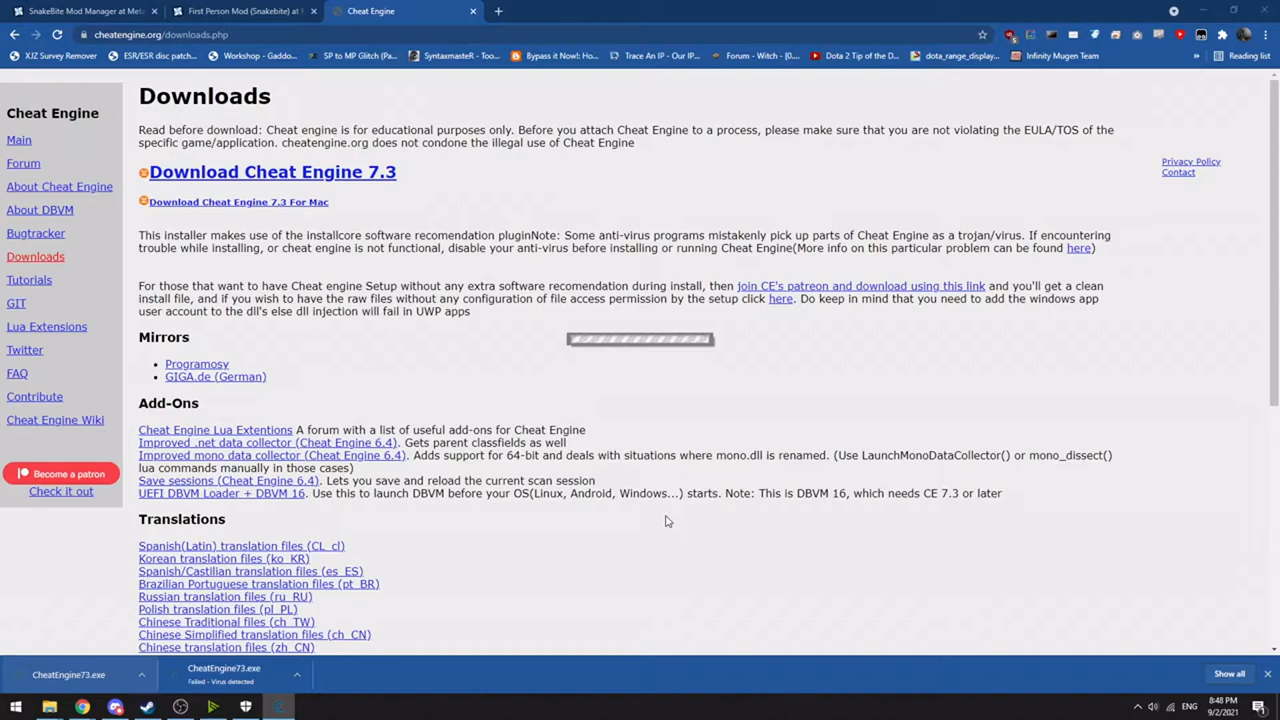 SnakeBite Mod Manager at Met
First Person Mod (Snakebite) at M
Cheat Engine
cheatengine.org/downloads.php
XJZ Survey Remover
ESR/ESR disc patch...
Workshop - Gaddo...
SP to MP Glitch (Pa...
SyntaxmasteR - Too...
Bypass it Now!: Ho...
Trace An IP - Our IP...
Forum - Witch - [0....
Dota 2 Tip of the D...
dota_range_display...
Infinity Mugen Team
»
Reading list
Cheat Engine
Main
Forum
About Cheat Engine
About DBVM
Bugtracker
Downloads
Tutorials
GIT
Lua Extensions
Twitter
FAQ
Contribute
Cheat Engine Wiki
Become a patron
Check it out
Downloads
Read before download: Cheat engine is for educational purposes only. Before you attach Cheat Engine to a process, please make sure that you are not violating the EULA/TOS of the
specific game/application. cheatengine.org does not condone the illegal use of Cheat Engine
Download Cheat Engine 7.3
Download Cheat Engine 7.3 For Mac
Privacy Policy
Contact
This installer makes use of the installcore software recomendation pluginNote: Some anti-virus programs mistakenly pick up parts of Cheat Engine as a trojan/virus. If encountering
trouble while installing, or cheat engine is not functional, disable your anti-virus before installing or running Cheat Engine(More info on this particular problem can be found here)
For those that want to have Cheat engine Setup without any extra software recomendation during install, then join CE's patreon and download using this link and you'll get a clean
install file, and if you wish to have the raw files without any configuration of file access permission by the setup click here. Do keep in mind that you need to add the windows app
user account to the dll's else dll injection will fail in UWP apps
Mirrors
• Programosy
• GIGA.de (German)
Add-Ons
Cheat Engine Lua Extentions A forum with a list of useful add-ons for Cheat Engine
Improved .net data collector (Cheat Engine 6.4). Gets parent classfields as well
Improved mono data collector (Cheat Engine 6.4). Adds support for 64-bit and deals with situations where mono.dll is renamed. (Use LaunchMonoDataCollector() or mono_dissect()
lua commands manually in those cases)
Save sessions (Cheat Engine 6.4). Lets you save and reload the current scan session
UEFI DBVM Loader + DBVM 16. Use this to launch DBVM before your OS(Linux, Android, Windows...) starts. Note: This is DBVM 16, which needs CE 7.3 or later
Translations
Spanish(Latin) translation files (CL_cl)
Korean translation files (ko_KR)
Spanish/Castilian translation files (es_ES)
Brazilian Portuguese translation files (pt_BR)
Russian translation files (ru_RU)
Polish translation files (pl_PL)
Chinese Traditional files (ch_TW)
Chinese Simplified translation files (ch_CN)
Chinese translation files (zh_CN)
CheatEngine73.exe
CheatEngine73.exe
Failed - Virus detected
Show all
ENG
8:48 PM
9/2/2021